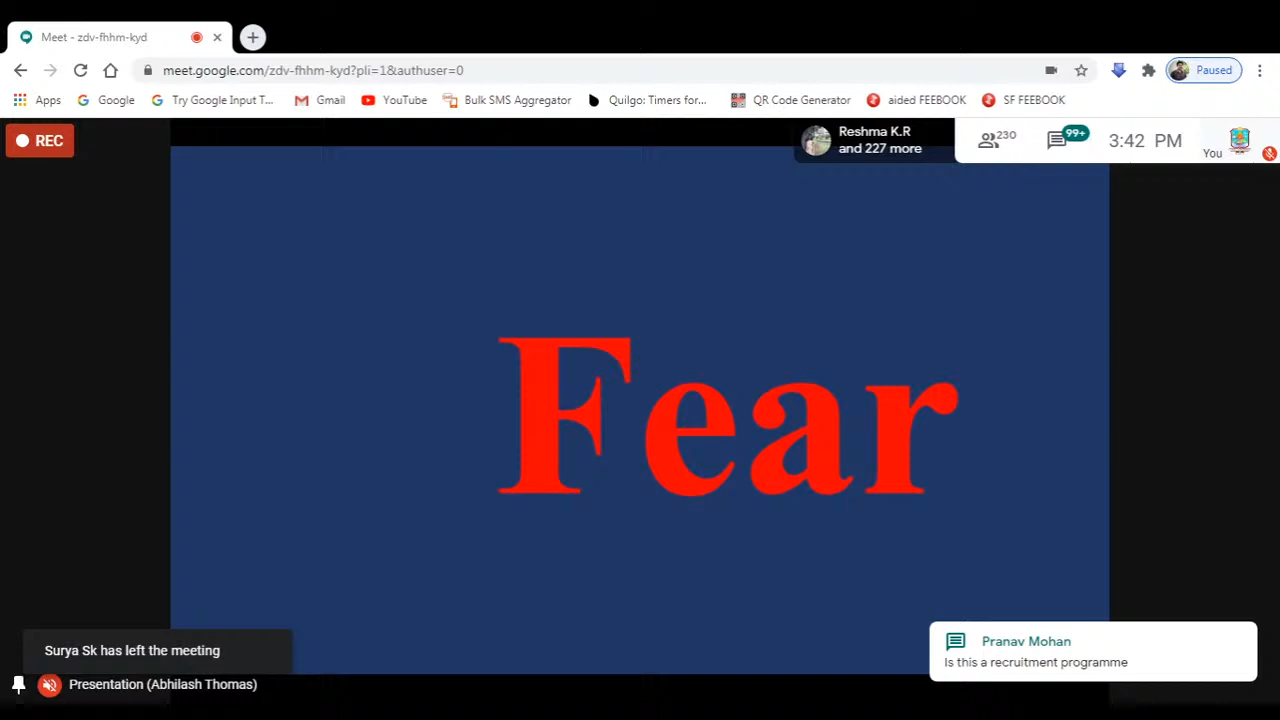 Meet - zdv-fhhm-kyd
meet.google.com/zdv-fhhm-kyd?pli=1&authuser=0
Paused
Apps
Google
Try Google Input T...
Gmail
YouTube
Bulk SMS Aggregator
Quilgo: Timers for...
QR Code Generator
aided FEEBOOK
SF FEEBOOK
REC
Reshma K.R
and 227 more
230
99+
3:42 PM
You
Fear
Surya Sk has left the meeting
Pranav Mohan
Is this a recruitment programme
Presentation (Abhilash Thomas)